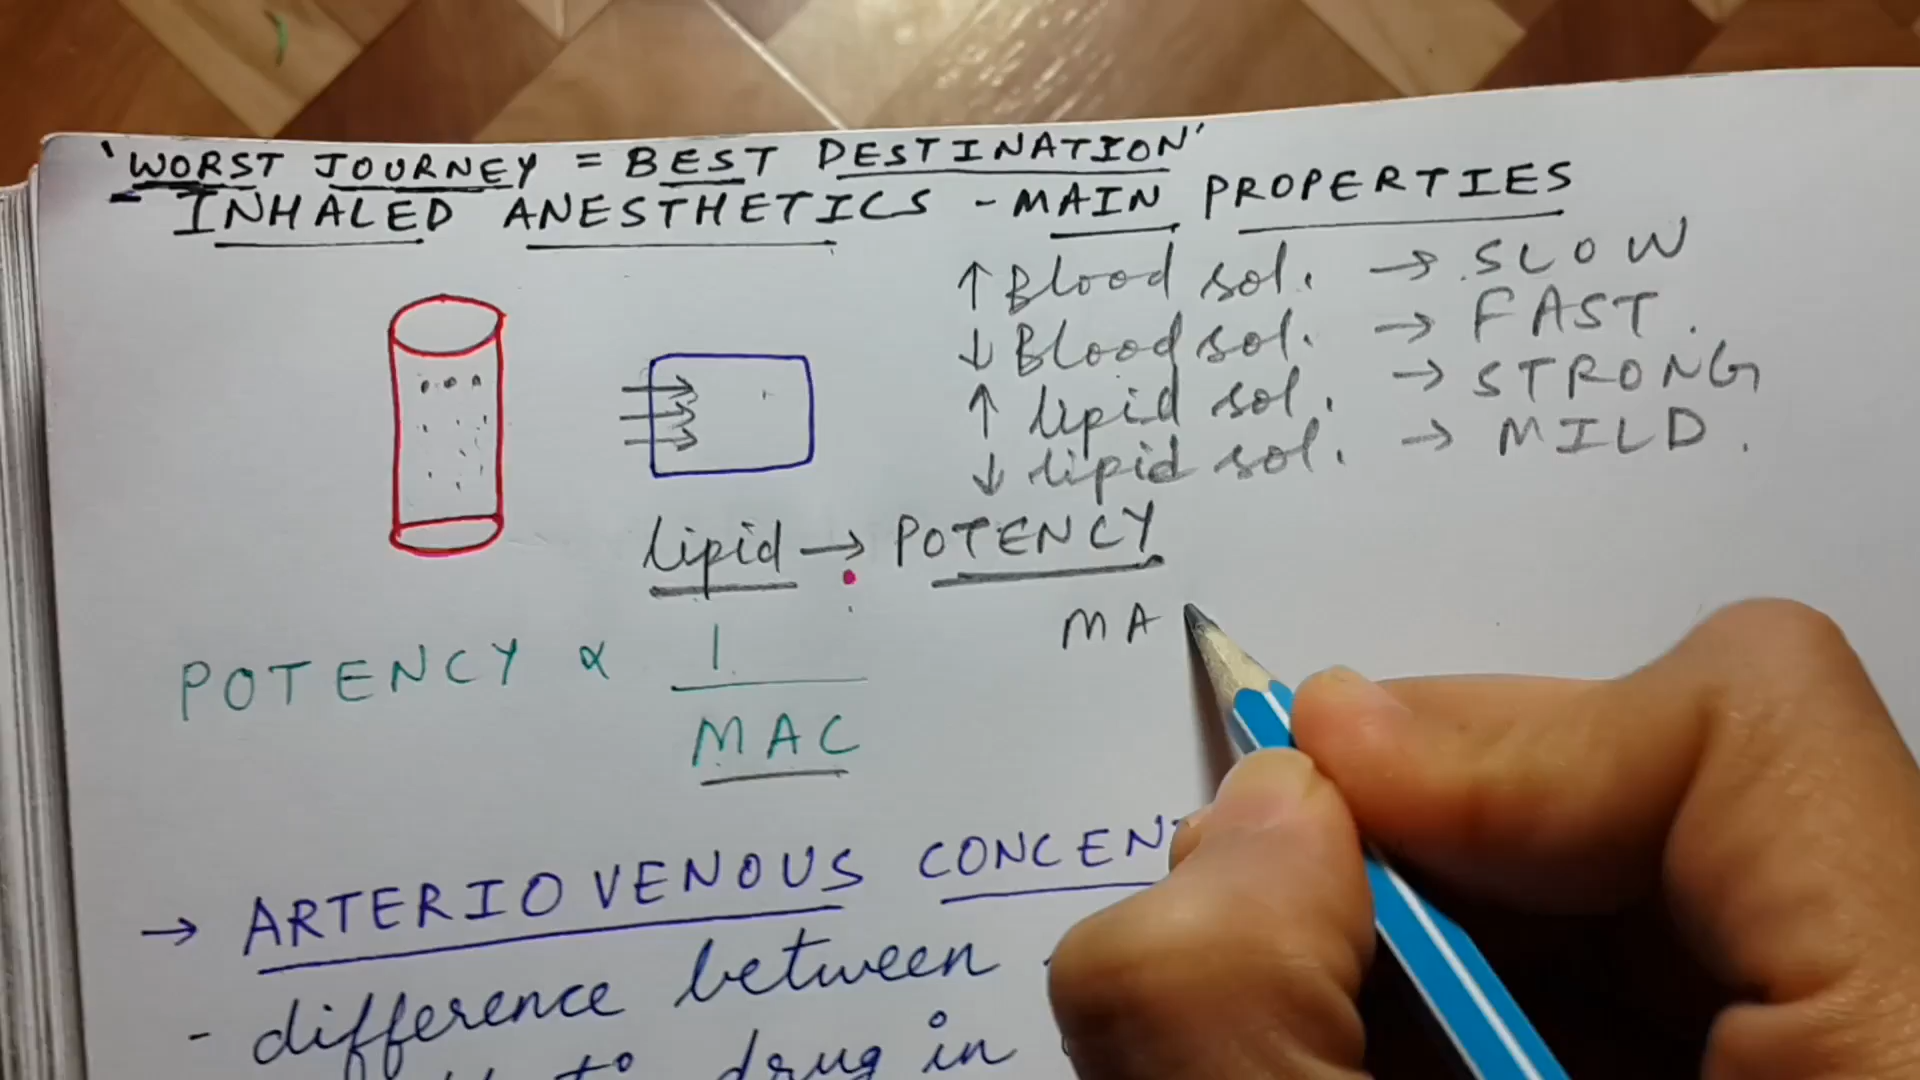 'WORST JOURNEY = BEST DESTINATION'
- INHALED ANESTHETICS - MAIN PROPERTIES
↑ Blood sol. → SLOW
↓ Blood sol. → FAST.
↑ lipid sol. → STRONG
↓ lipid sol. → MILD.
lipid → POTENCY
MA
POTENCY ∝ 1
MAC
→ ARTERIOVENOUS CONCEN
- difference between
to drug in